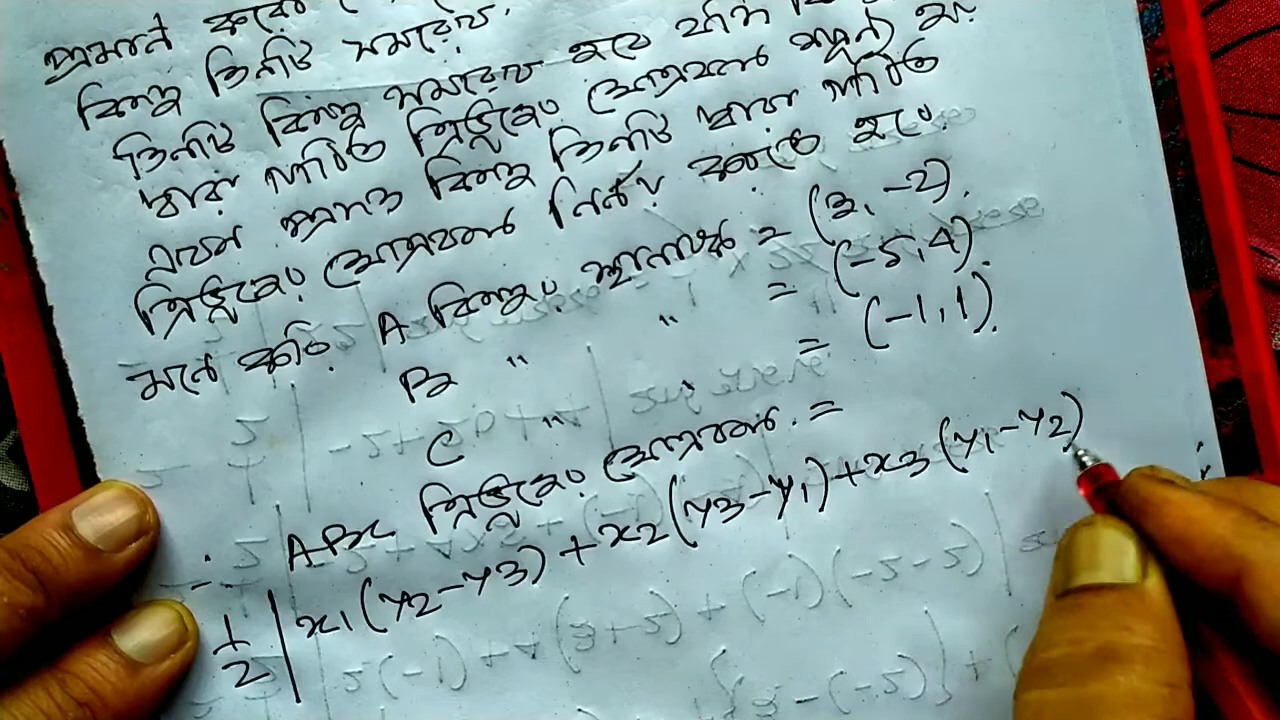 প্রমান করো
বিন্দু তিনটি সমরেখ.
তিনটি বিন্দু সমরেখ হবে যদি
দ্বারা গঠিত ত্রিভুজের ক্ষেত্রফল শূন্য হয়.
এখন প্রদত্ত বিন্দু তিনটি দ্বারা গঠিত
ত্রিভুজের ক্ষেত্রফল নির্নয় করতে হবে.
মনে করি A বিন্দুর স্থানাঙ্ক = (3, -2).
B " " = (-5, 4).
C " " = (-1, 1).
∴ ABC ত্রিভুজের ক্ষেত্রফল =
1/2 | x1(y2-y3) + x2(y3-y1) + x3(y1-y2)